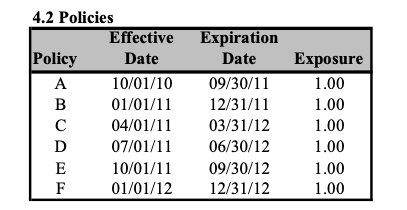 4.2 Policies
Effective Expiration
Policy Date Date Exposure
A 10/01/10 09/30/11 1.00
B 01/01/11 12/31/11 1.00
C 04/01/11 03/31/12 1.00
D 07/01/11 06/30/12 1.00
E 10/01/11 09/30/12 1.00
F 01/01/12 12/31/12 1.00